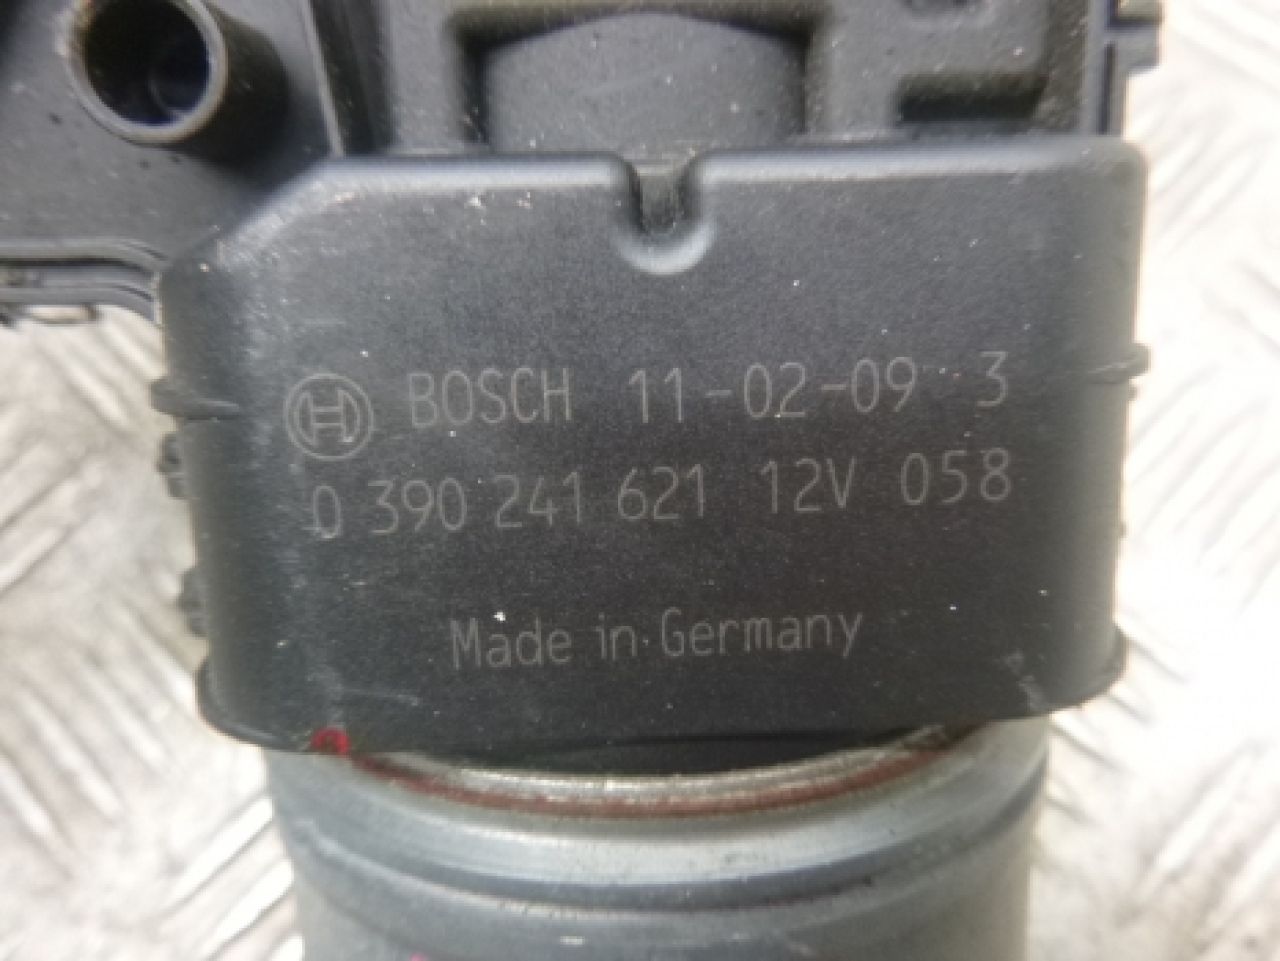 BOSCH 11-02-09 3
0 390 241 621 12V 058
Made in Germany